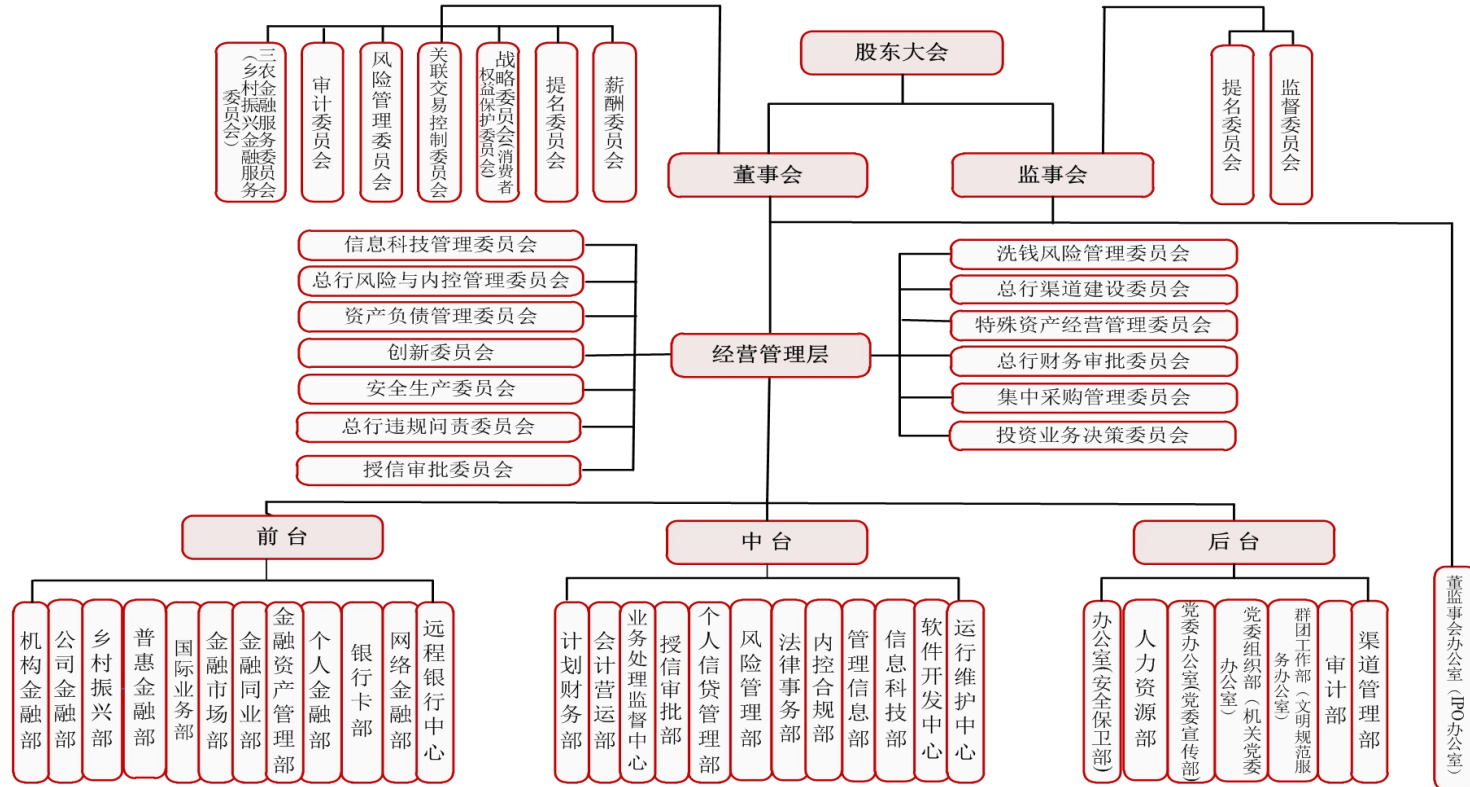 股东大会
董事会
监事会
三农金融服务委员会
（乡村振兴金融服务
委员会）
审计委员会
风险管理委员会
关联交易控制委员会
战略委员会(消费者
权益保护委员会)
提名委员会
薪酬委员会
提名委员会
监督委员会
信息科技管理委员会
总行风险与内控管理委员会
资产负债管理委员会
创新委员会
安全生产委员会
总行违规问责委员会
授信审批委员会
经营管理层
洗钱风险管理委员会
总行渠道建设委员会
特殊资产经营管理委员会
总行财务审批委员会
集中采购管理委员会
投资业务决策委员会
前 台
中 台
后 台
机构金融部
公司金融部
乡村振兴部
普惠金融部
国际业务部
金融市场部
金融同业部
金融资产管理部
个人金融部
银行卡部
网络金融部
远程银行中心
计划财务部
会计营运部
业务处理监督中心
授信审批部
个人信贷管理部
风险管理部
法律事务部
内控合规部
管理信息部
信息科技部
软件开发中心
运行维护中心
办公室(安全保卫部)
人力资源部
党委办公室(党委宣传部)
党委组织部（机关党委
办公室）
群团工作部（文明规范服
务办公室）
审计部
渠道管理部
董监事会办公室（IPO办公室）